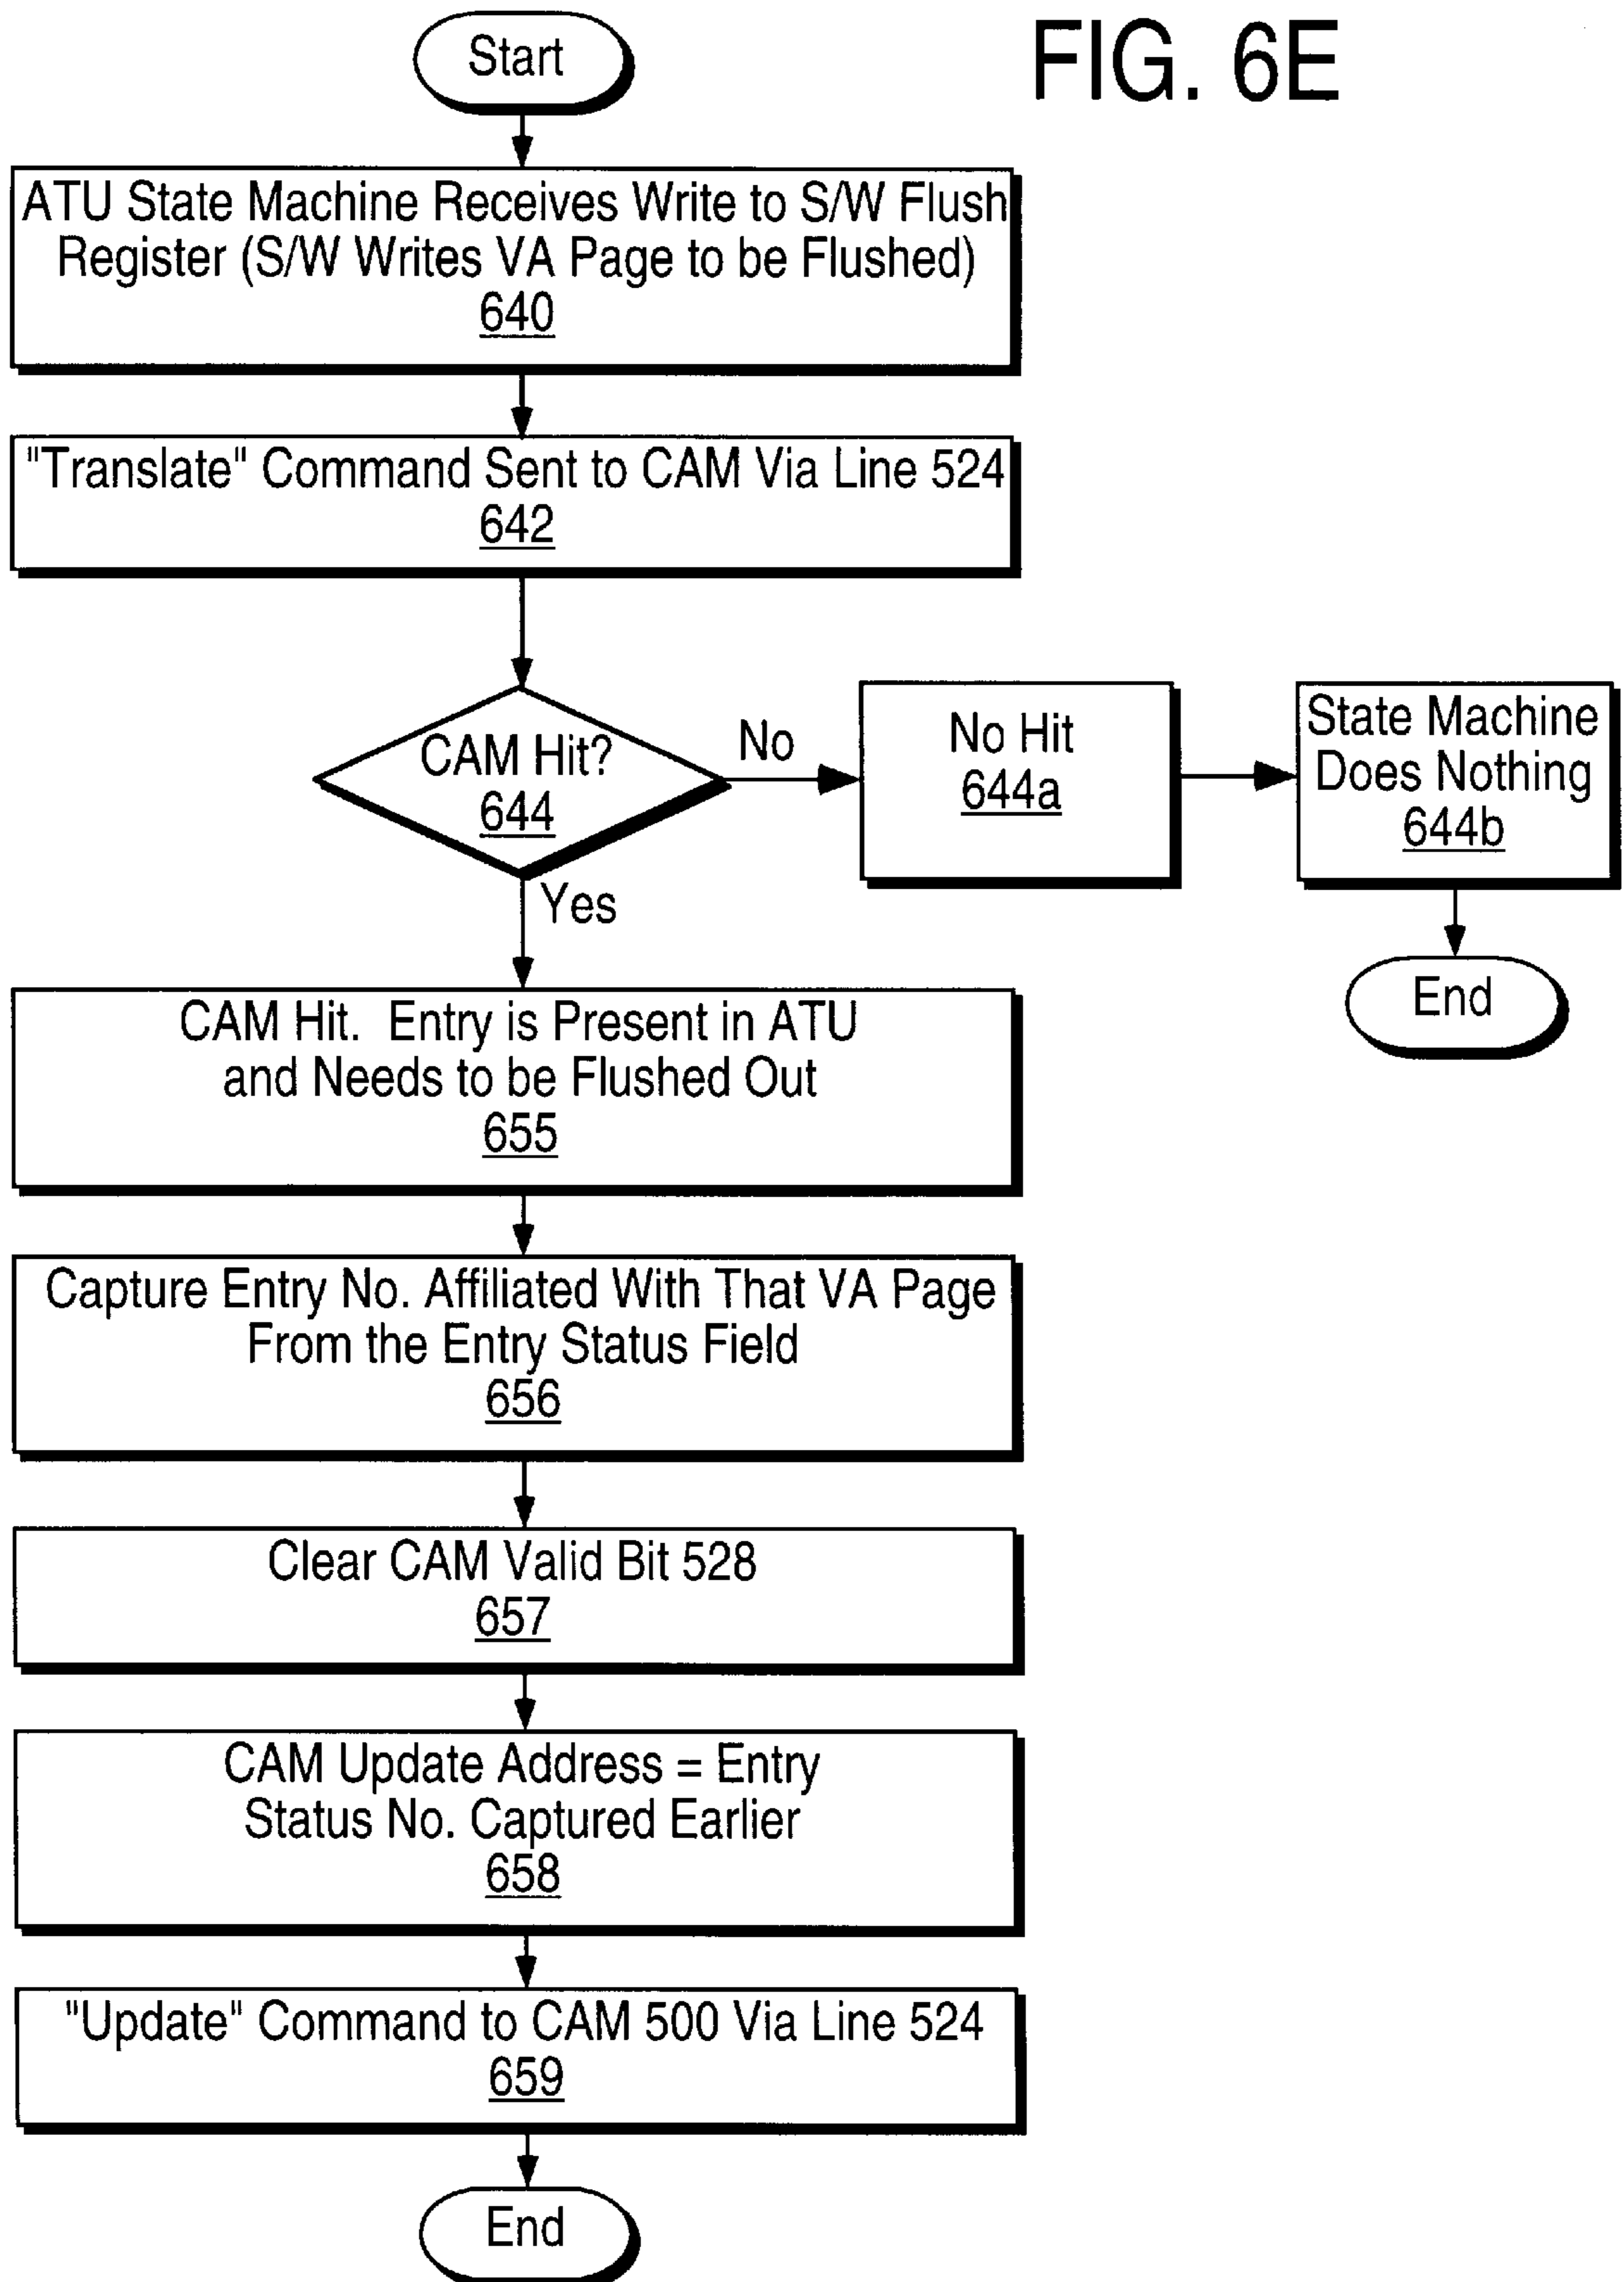 FIG. 6E
Start
ATU State Machine Receives Write to S/W Flush
Register (S/W Writes VA Page to be Flushed)
640
"Translate" Command Sent to CAM Via Line 524
642
CAM Hit?
644
No
No Hit
644a
State Machine
Does Nothing
644b
End
Yes
CAM Hit. Entry is Present in ATU
and Needs to be Flushed Out
655
Capture Entry No. Affiliated With That VA Page
From the Entry Status Field
656
Clear CAM Valid Bit 528
657
CAM Update Address = Entry
Status No. Captured Earlier
658
"Update" Command to CAM 500 Via Line 524
659
End